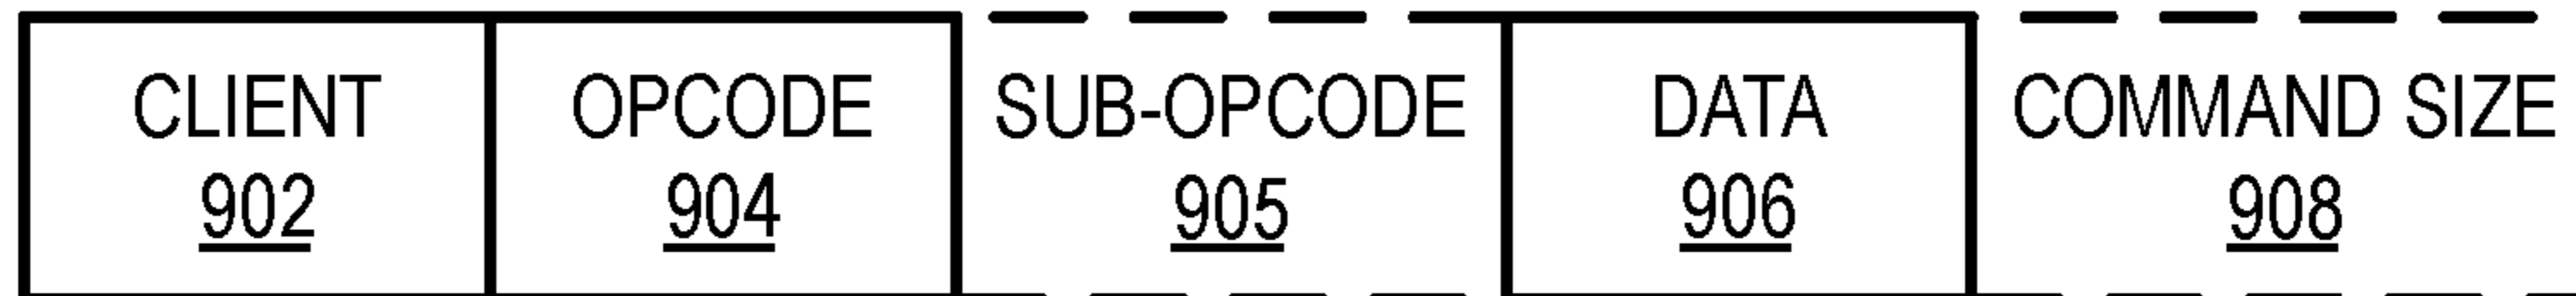 CLIENT
902
OPCODE
904
SUB-OPCODE
905
DATA
906
COMMAND SIZE
908